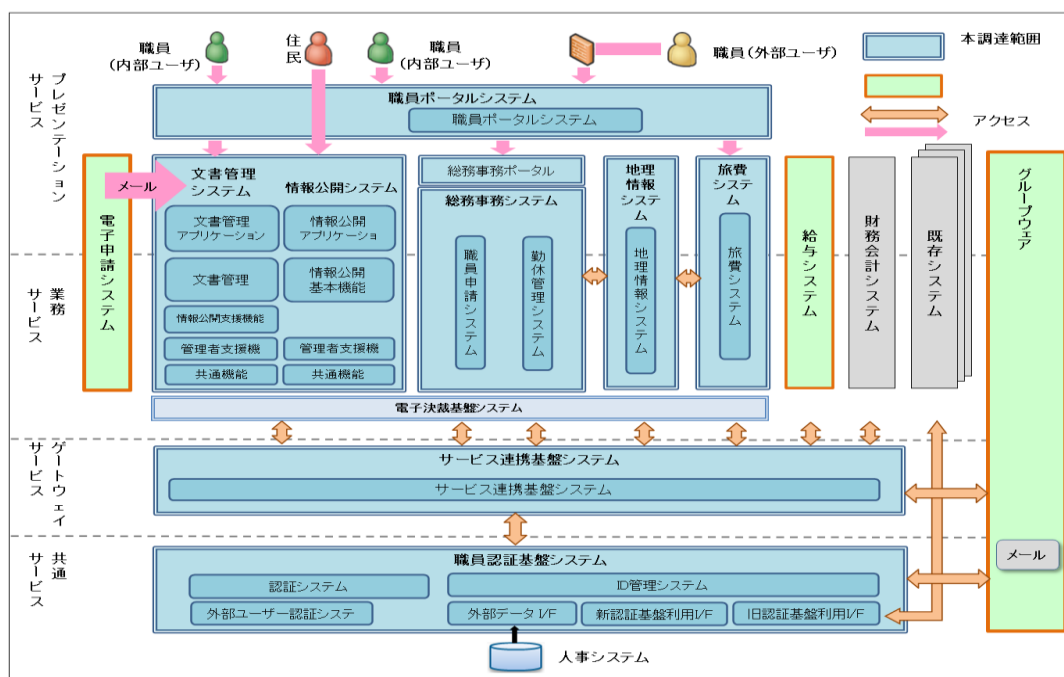 職員
(内部ユーザ)
住
民
職員
(内部ユーザ)
職員(外部ユーザ)
本調達範囲
アクセス
プレゼンテーション
サービス
職員ポータルシステム
職員ポータルシステム
メール
電子申請システム
文書管理
システム
文書管理
アプリケーション
文書管理
情報公開支援機能
管理者支援機
共通機能
情報公開システム
情報公開
アプリケーショ
情報公開
基本機能
管理者支援機
共通機能
総務事務ポータル
総務事務システム
職員申請システム
勤休管理システム
地理
情報シ
ステム
地理情報システム
旅費
システ
ム
旅費システム
給与システム
財務会計システム
既存システム
グループウェア
業務
サービス
電子決裁基盤システム
ゲートウェイ
サービス
サービス連携基盤システム
サービス連携基盤システム
共通
サービス
職員認証基盤システム
認証システム
外部ユーザー認証システ
ID管理システム
外部データI/F
新認証基盤利用I/F
旧認証基盤利用I/F
メール
人事システム